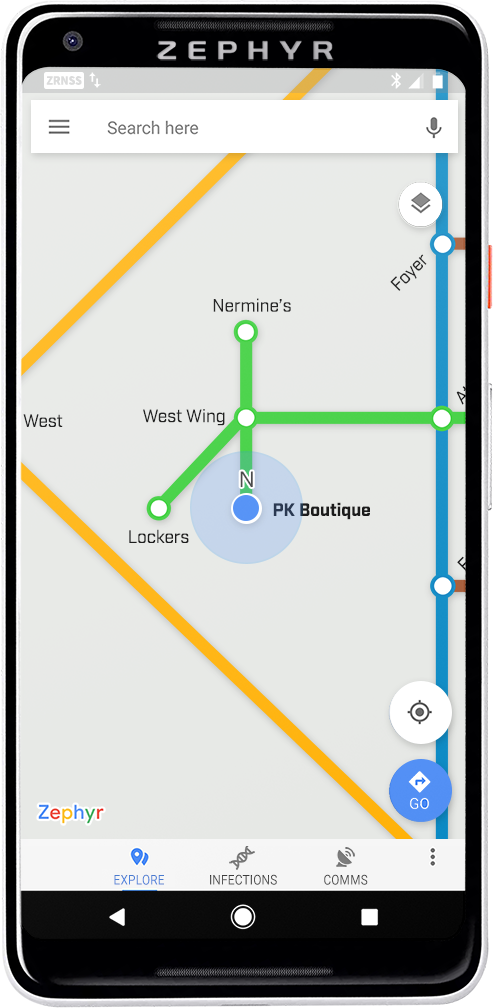 ZEPHYR
ZRNSS
Search here
Foyer
Nermine's
West Wing
West
N
PK Boutique
Lockers
Zephyr
GO
EXPLORE
INFECTIONS
COMMS